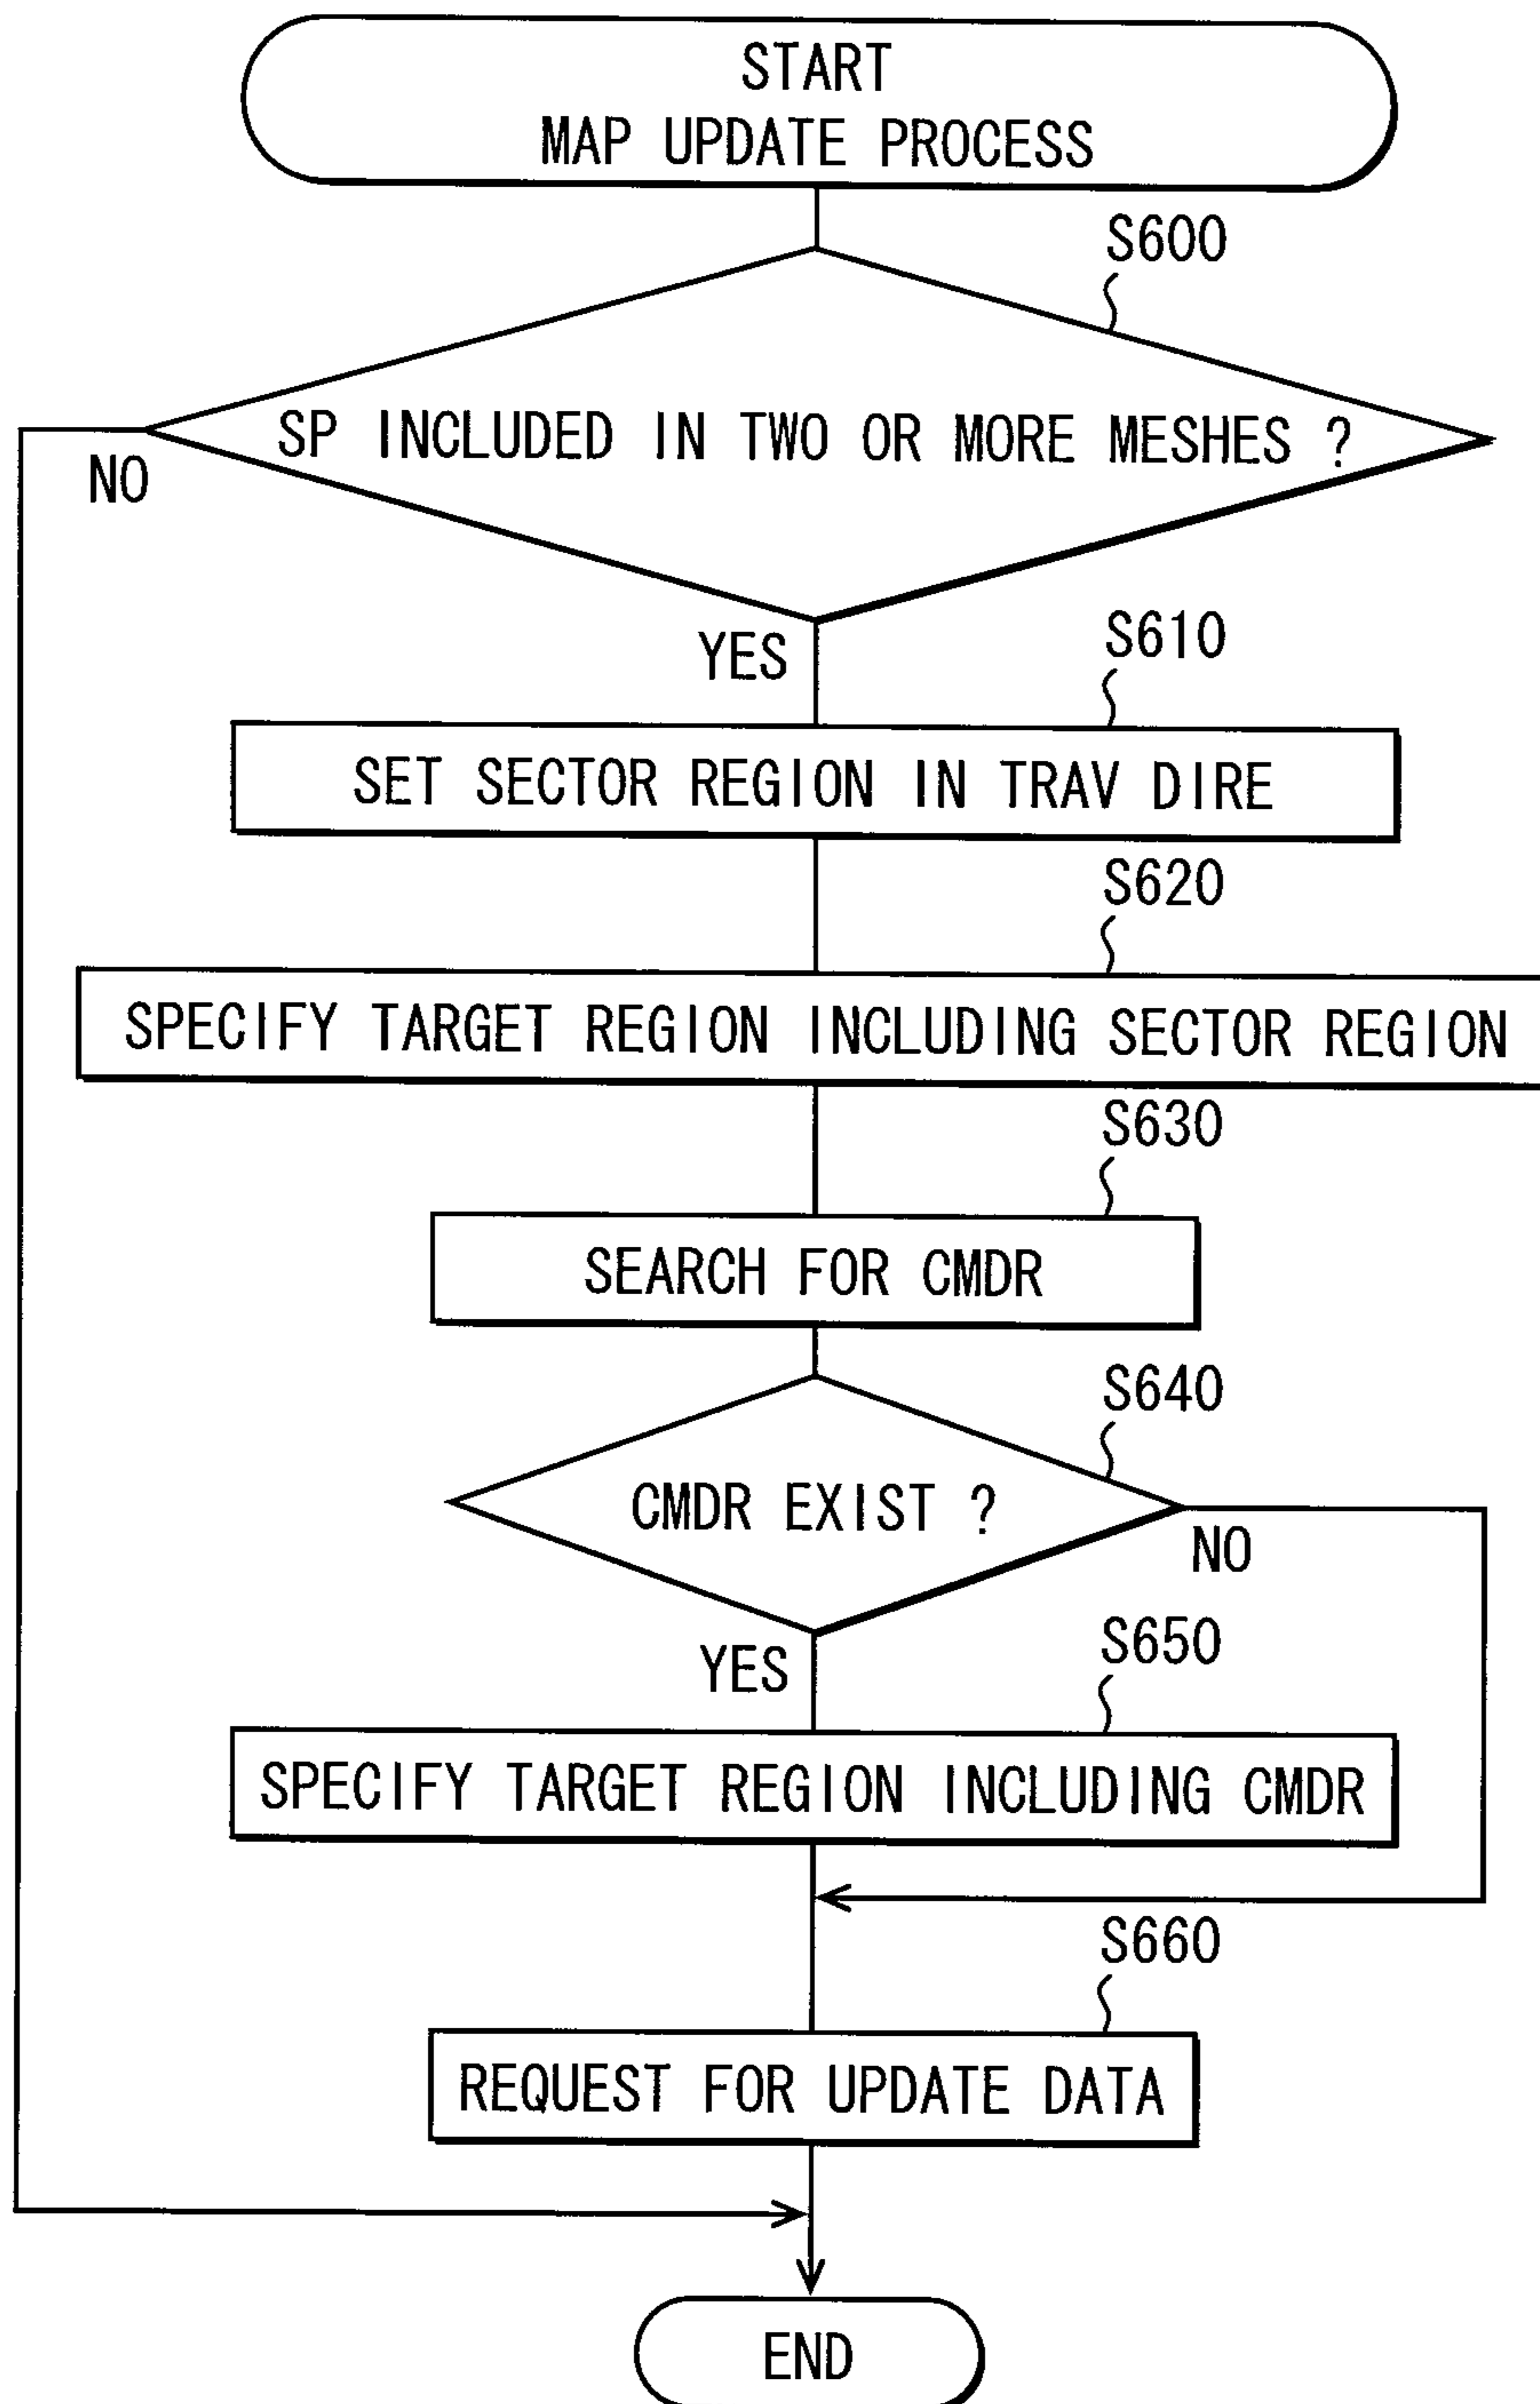 START
MAP UPDATE PROCESS
S600
SP INCLUDED IN TWO OR MORE MESHES ?
NO
YES
S610
SET SECTOR REGION IN TRAV DIRE
S620
SPECIFY TARGET REGION INCLUDING SECTOR REGION
S630
SEARCH FOR CMDR
S640
CMDR EXIST ?
NO
YES
S650
SPECIFY TARGET REGION INCLUDING CMDR
S660
REQUEST FOR UPDATE DATA
END